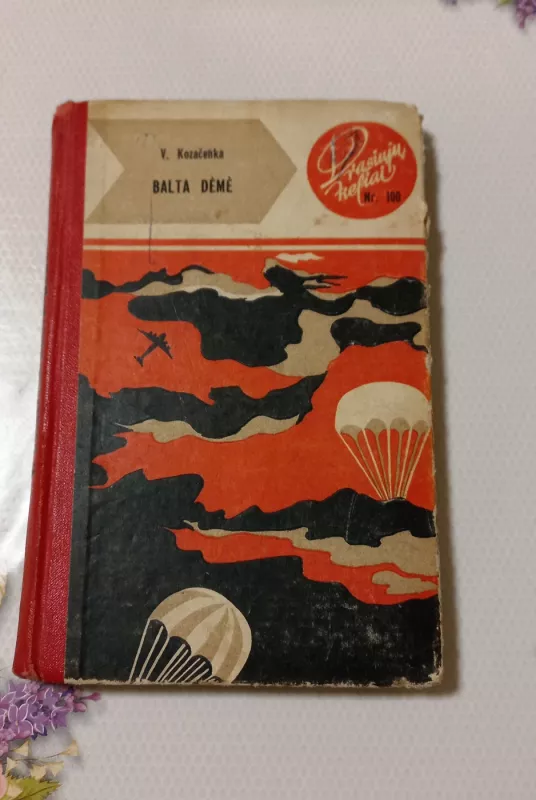 V. Kozačenka
BALTA DĖMĖ
Drąsiųjų
keliai
Nr. 100